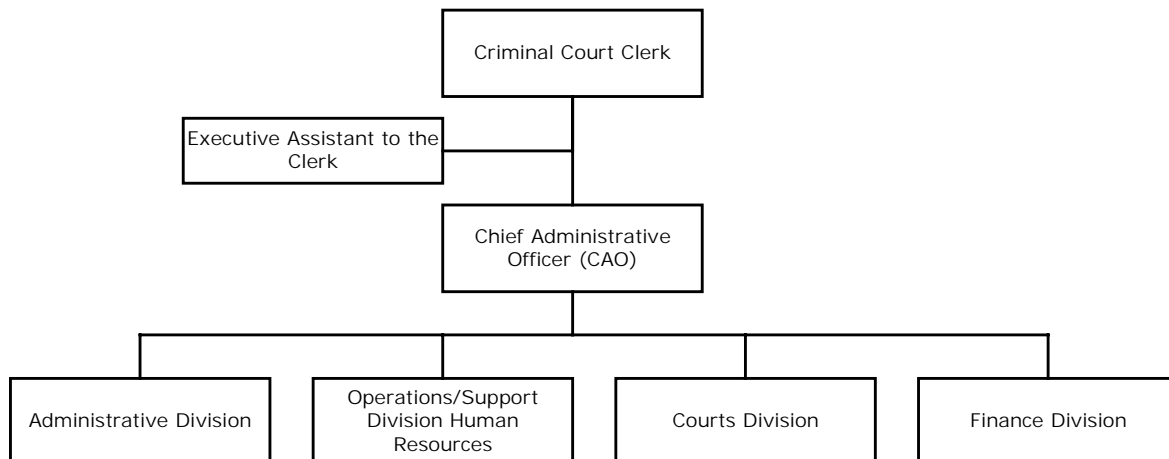 Criminal Court Clerk
Executive Assistant to the
Clerk
Chief Administrative
Officer (CAO)
Administrative Division
Operations/Support
Division Human
Resources
Courts Division
Finance Division